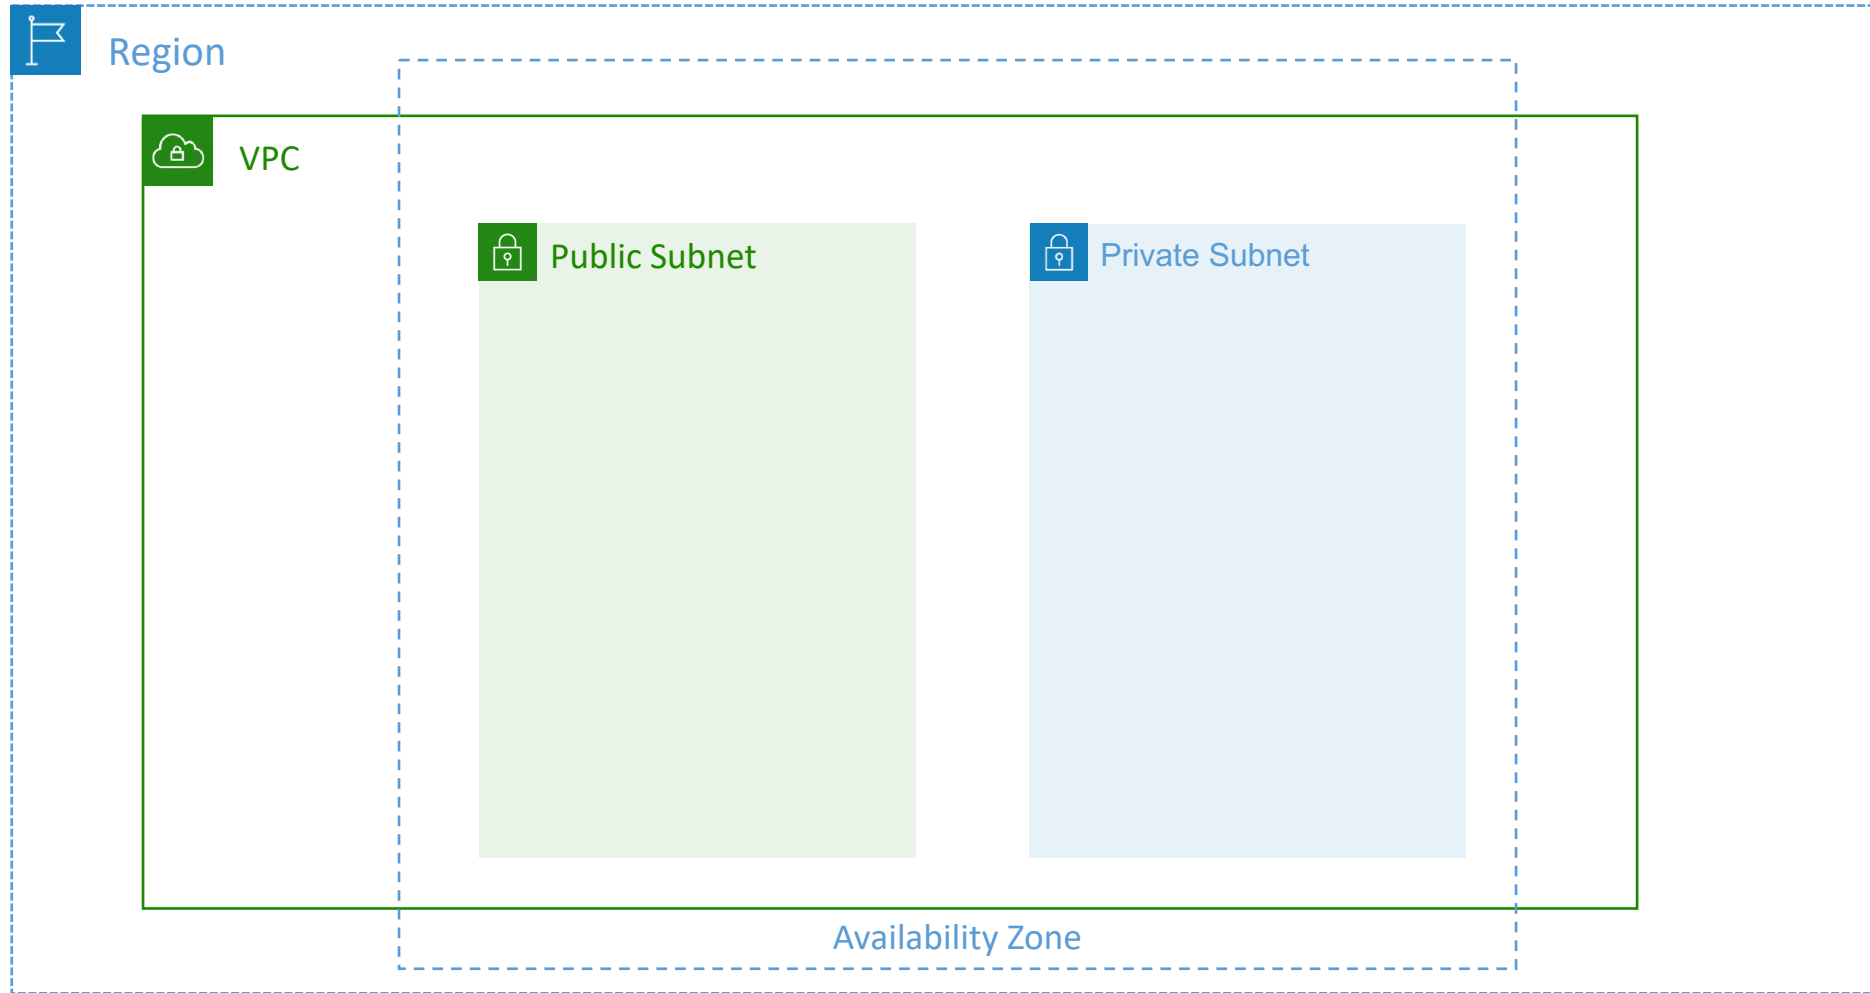 Region
VPC
Public Subnet
Private Subnet
Availability Zone